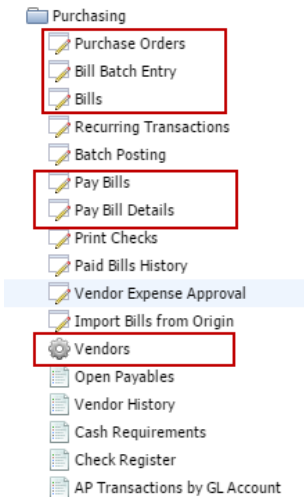 Purchasing
Purchase Orders
Bill Batch Entry
Bills
Recurring Transactions
Batch Posting
Pay Bills
Pay Bill Details
Print Checks
Paid Bills History
Vendor Expense Approval
Import Bills from Origin
Vendors
Open Payables
Vendor History
Cash Requirements
Check Register
AP Transactions by GL Account